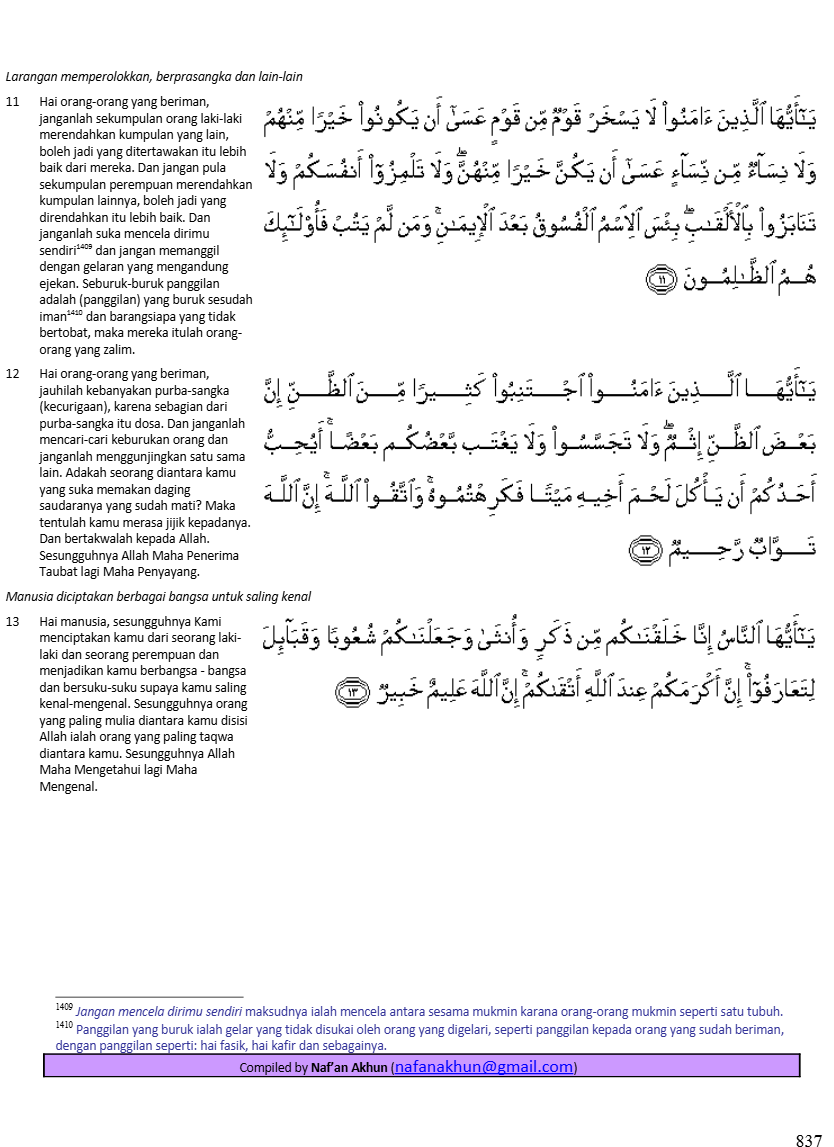 Larangan memperolokkan, berprasangka dan lain-lain
11 Hai orang-orang yang beriman,
janganlah sekumpulan orang laki-laki
merendahkan kumpulan yang lain,
boleh jadi yang ditertawakan itu lebih
baik dari mereka. Dan jangan pula
sekumpulan perempuan merendahkan
kumpulan lainnya, boleh jadi yang
direndahkan itu lebih baik. Dan
janganlah suka mencela dirimu
sendiri1409 dan jangan memanggil
dengan gelaran yang mengandung
ejekan. Seburuk-buruk panggilan
adalah (panggilan) yang buruk sesudah
iman1410 dan barangsiapa yang tidak
bertobat, maka mereka itulah orang-
orang yang zalim.
يَـٰٓأَيُّهَا ٱلَّذِينَ ءَامَنُوا۟ لَا يَسْخَرْ قَوْمٌ مِّن قَوْمٍ عَسَىٰٓ أَن يَكُونُوا۟ خَيْرًا مِّنْهُمْ
وَلَا نِسَآءٌ مِّن نِّسَآءٍ عَسَىٰٓ أَن يَكُنَّ خَيْرًا مِّنْهُنَّ ۖ وَلَا تَلْمِزُوٓا۟ أَنفُسَكُمْ وَلَا
تَنَابَزُوا۟ بِٱلْأَلْقَـٰبِ ۖ بِئْسَ ٱلِٱسْمُ ٱلْفُسُوقُ بَعْدَ ٱلْإِيمَـٰنِ ۚ وَمَن لَّمْ يَتُبْ فَأُو۟لَـٰٓئِكَ
هُمُ ٱلظَّـٰلِمُونَ ١١
12 Hai orang-orang yang beriman,
jauhilah kebanyakan purba-sangka
(kecurigaan), karena sebagian dari
purba-sangka itu dosa. Dan janganlah
mencari-cari keburukan orang dan
janganlah menggunjingkan satu sama
lain. Adakah seorang diantara kamu
yang suka memakan daging
saudaranya yang sudah mati? Maka
tentulah kamu merasa jijik kepadanya.
Dan bertakwalah kepada Allah.
Sesungguhnya Allah Maha Penerima
Taubat lagi Maha Penyayang.
يَـٰٓأَيُّهَا ٱلَّذِينَ ءَامَنُوا۟ ٱجْتَنِبُوا۟ كَثِيرًا مِّنَ ٱلظَّنِّ إِنَّ
بَعْضَ ٱلظَّنِّ إِثْمٌ ۖ وَلَا تَجَسَّسُوا۟ وَلَا يَغْتَب بَّعْضُكُم بَعْضًا ۚ أَيُحِبُّ
أَحَدُكُمْ أَن يَأْكُلَ لَحْمَ أَخِيهِ مَيْتًا فَكَرِهْتُمُوهُ ۚ وَٱتَّقُوا۟ ٱللَّهَ ۚ إِنَّ ٱللَّهَ
تَوَّابٌ رَّحِيمٌ ١٢
Manusia diciptakan berbagai bangsa untuk saling kenal
13 Hai manusia, sesungguhnya Kami
menciptakan kamu dari seorang laki-
laki dan seorang perempuan dan
menjadikan kamu berbangsa - bangsa
dan bersuku-suku supaya kamu saling
kenal-mengenal. Sesungguhnya orang
yang paling mulia diantara kamu disisi
Allah ialah orang yang paling taqwa
diantara kamu. Sesungguhnya Allah
Maha Mengetahui lagi Maha
Mengenal.
يَـٰٓأَيُّهَا ٱلنَّاسُ إِنَّا خَلَقْنَـٰكُم مِّن ذَكَرٍ وَأُنثَىٰ وَجَعَلْنَـٰكُمْ شُعُوبًا وَقَبَآئِلَ
لِتَعَارَفُوٓا۟ ۚ إِنَّ أَكْرَمَكُمْ عِندَ ٱللَّهِ أَتْقَىٰكُمْ ۚ إِنَّ ٱللَّهَ عَلِيمٌ خَبِيرٌ ١٣
1409 Jangan mencela dirimu sendiri maksudnya ialah mencela antara sesama mukmin karana orang-orang mukmin seperti satu tubuh.
1410 Panggilan yang buruk ialah gelar yang tidak disukai oleh orang yang digelari, seperti panggilan kepada orang yang sudah beriman,
dengan panggilan seperti: hai fasik, hai kafir dan sebagainya.
Compiled by Naf’an Akhun (nafanakhun@gmail.com)
837